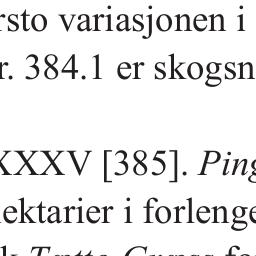 rsto variasjonen i
r. 384.1 er skogsn
XXXV [385]. Ping
ektarier i forlenge